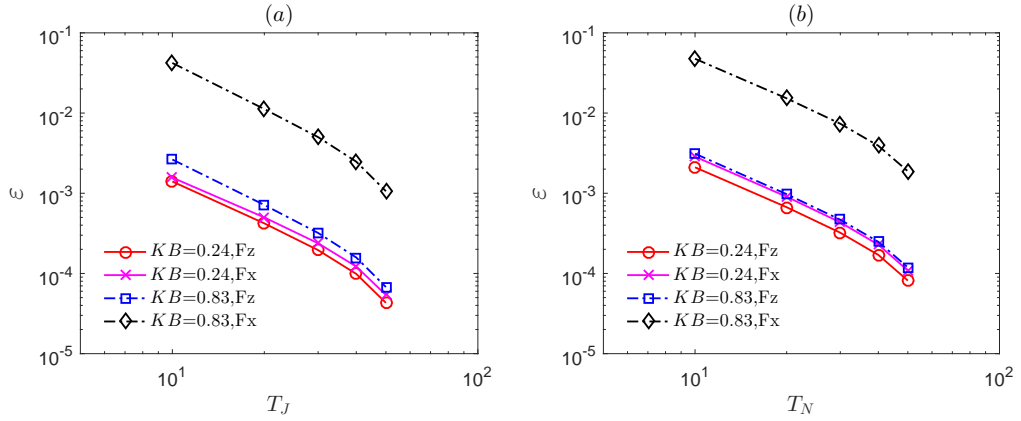 (a)
10^-1
10^-2
10^-3
10^-4
10^-5
ε
KB=0.24,Fz
KB=0.24,Fx
KB=0.83,Fz
KB=0.83,Fx
10^1
10^2
T_J
(b)
10^-1
10^-2
10^-3
10^-4
10^-5
ε
KB=0.24,Fz
KB=0.24,Fx
KB=0.83,Fz
KB=0.83,Fx
10^1
10^2
T_N